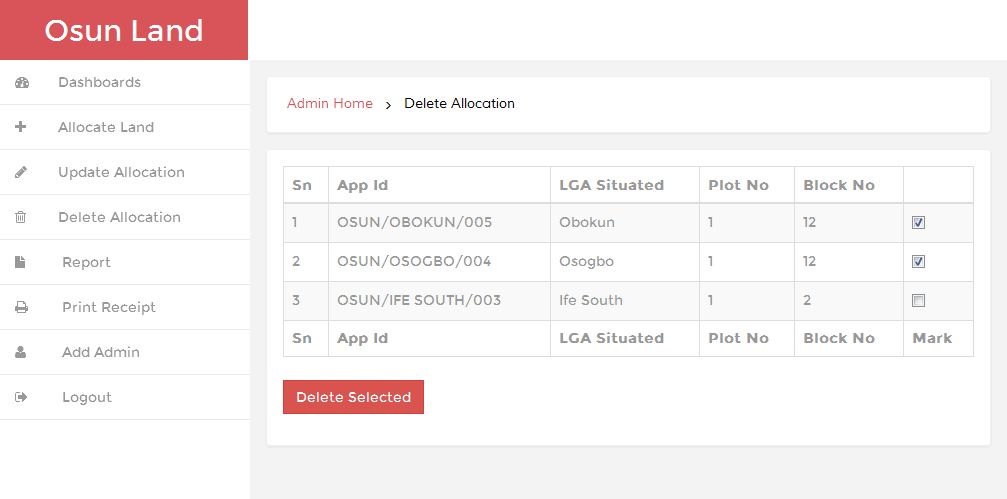 Osun Land
Dashboards
Allocate Land
Update Allocation
Delete Allocation
Report
Print Receipt
Add Admin
Logout
Admin Home > Delete Allocation
Sn App Id LGA Situated Plot No Block No
1 OSUN/OBOKUN/005 Obokun 1 12
2 OSUN/OSOGBO/004 Osogbo 1 12
3 OSUN/IFE SOUTH/003 Ife South 1 2
Sn App Id LGA Situated Plot No Block No Mark
Delete Selected